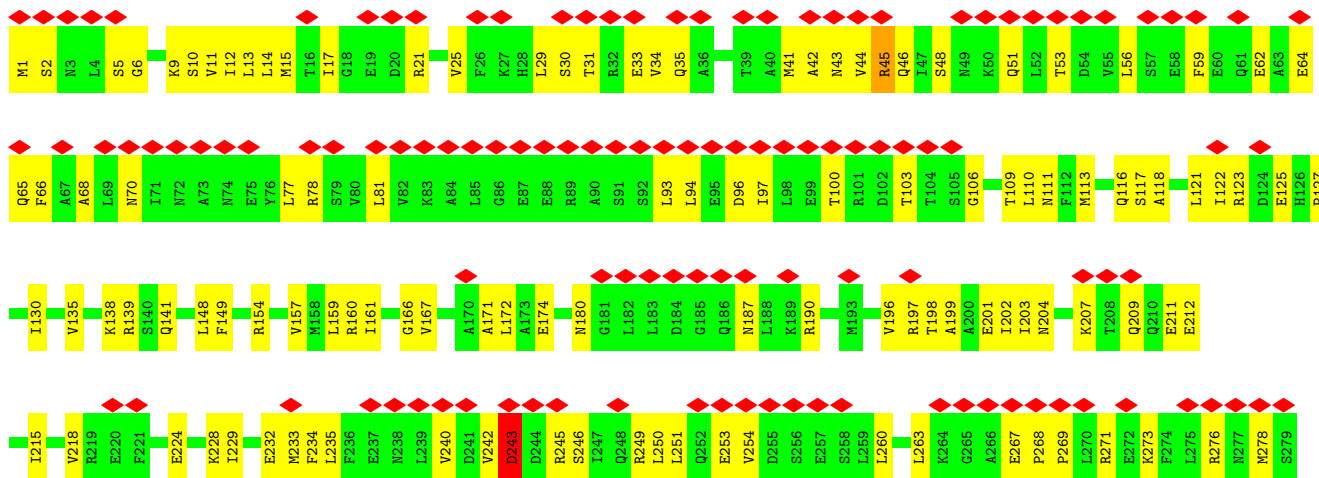 M1 S2 N3 L4 S5 G6 K9 S10 V11 I12 L13 L14 M15 T16 I17 G18 E19 D20 R21 V25 F26 K27 H28 L29 S30 T31 R32 E33 V34 Q35 A36 T39 A40 M41 A42 N43 V44 R45 Q46 I47 S48 N49 K50 Q51 L52 T53 D54 V55 L56 S57 E58 F59 E60 Q61 E62 A63 E64
Q65 F66 A67 A68 L69 N70 I71 N72 A73 N74 E75 Y76 L77 R78 S79 V80 L81 V82 K83 A84 L85 G86 E87 E88 R89 A90 S91 S92 L93 L94 E95 D96 I97 L98 E99 T100 R101 D102 T103 T104 S105 G106 T109 L110 N111 F112 M113 Q116 S117 A118 L121 I122 R123 D124 E125 H126
I130 V135 K138 R139 S140 Q141 L148 F149 R154 V157 M158 L159 R160 I161 G166 V167 A170 A171 L172 A173 E174 N180 G181 L182 L183 D184 G185 Q186 N187 L188 K189 R190 M193 V196 R197 T198 A199 A200 E201 I202 I203 N204 K207 T208 Q209 Q210 E211 E212
I215 V218 R219 E220 F221 E224 K228 I229 E232 M233 F234 L235 F236 E237 N238 L239 V240 D241 V242 D243 D244 R245 S246 I247 Q248 R249 L250 L251 Q252 E253 V254 D255 S256 E257 S258 L259 L260 L263 K264 G265 A266 E267 P268 P269 L270 R271 E272 K273 F274 L275 R276 N277 M278 S279